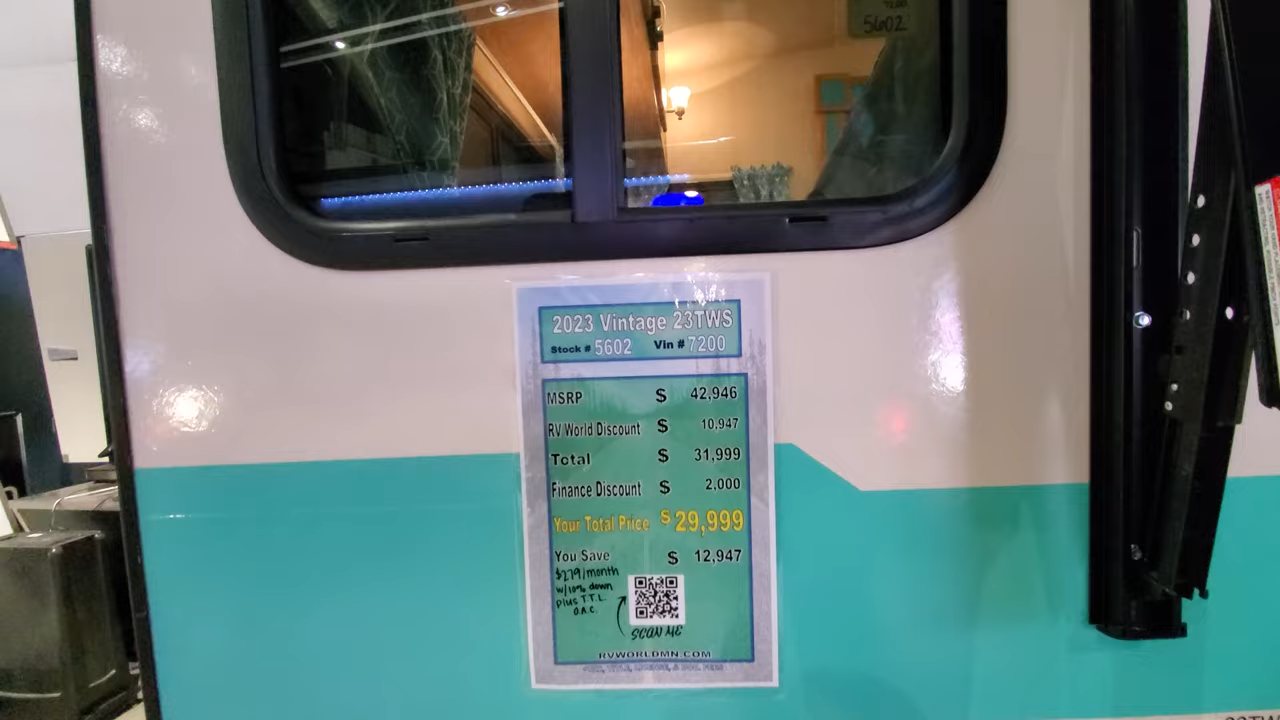 5602
2023 Vintage 23TWS
Stock # 5602 Vin # 7200
MSRP $ 42,946
RV World Discount $ 10,947
Total $ 31,999
Finance Discount $ 2,000
Your Total Price $ 29,999
You Save $ 12,947
$279/month
w/10% down
plus T.T.L.
O.A.C.
SCAN ME
RVWORLDMN.COM